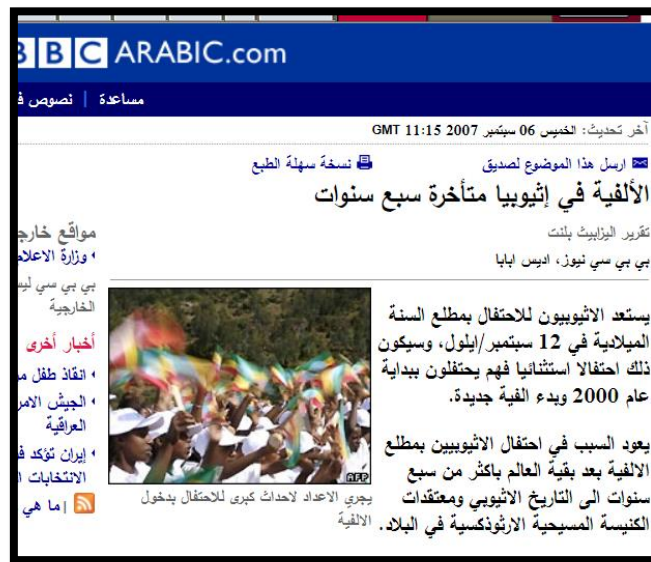 BBC ARABIC.com
مساعدة | نصوص
آخر تحديث: الخميس 06 سبتمبر 2007 11:15 GMT
ارسل هذا الموضوع لصديق
نسخة سهلة الطبع
الألفية في إثيوبيا متأخرة سبع سنوات
تقرير اليزابيث بلنت
بي بي سي نيوز، اديس ابابا
يستعد الاثيوبيون للاحتفال بمطلع السنة
الميلادية في 12 سبتمبر/ايلول، وسيكون
ذلك احتفالا استثنائيا فهم يحتفلون ببداية
عام 2000 وبدء الفية جديدة.
يعود السبب في احتفال الاثيوبيين بمطلع
الالفية بعد بقية العالم باكثر من سبع
سنوات الى التاريخ الاثيوبي ومعتقدات
الكنيسة المسيحية الارثوذكسية في البلاد.
AFP
يجري الاعداد لاحداث كبرى للاحتفال بدخول
الالفية
مواقع
وزارة
بي بي سي
الخارجية
أخبار أخرى
انقاذ طفل
الجيش
العراقية
إيران تؤكد
الانتخابات
| ما هي